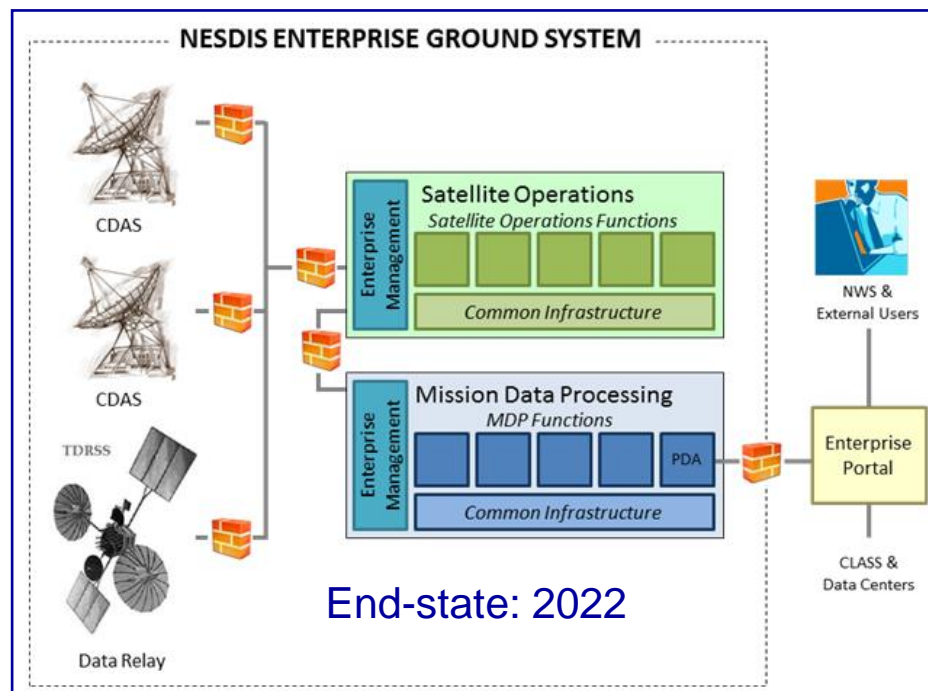 NESDIS ENTERPRISE GROUND SYSTEM
CDAS
CDAS
TDRSS
Data Relay
Enterprise
Management
Satellite Operations
Satellite Operations Functions
Common Infrastructure
Enterprise
Management
Mission Data Processing
MDP Functions
PDA
Common Infrastructure
End-state: 2022
NWS &
External Users
Enterprise
Portal
CLASS &
Data Centers